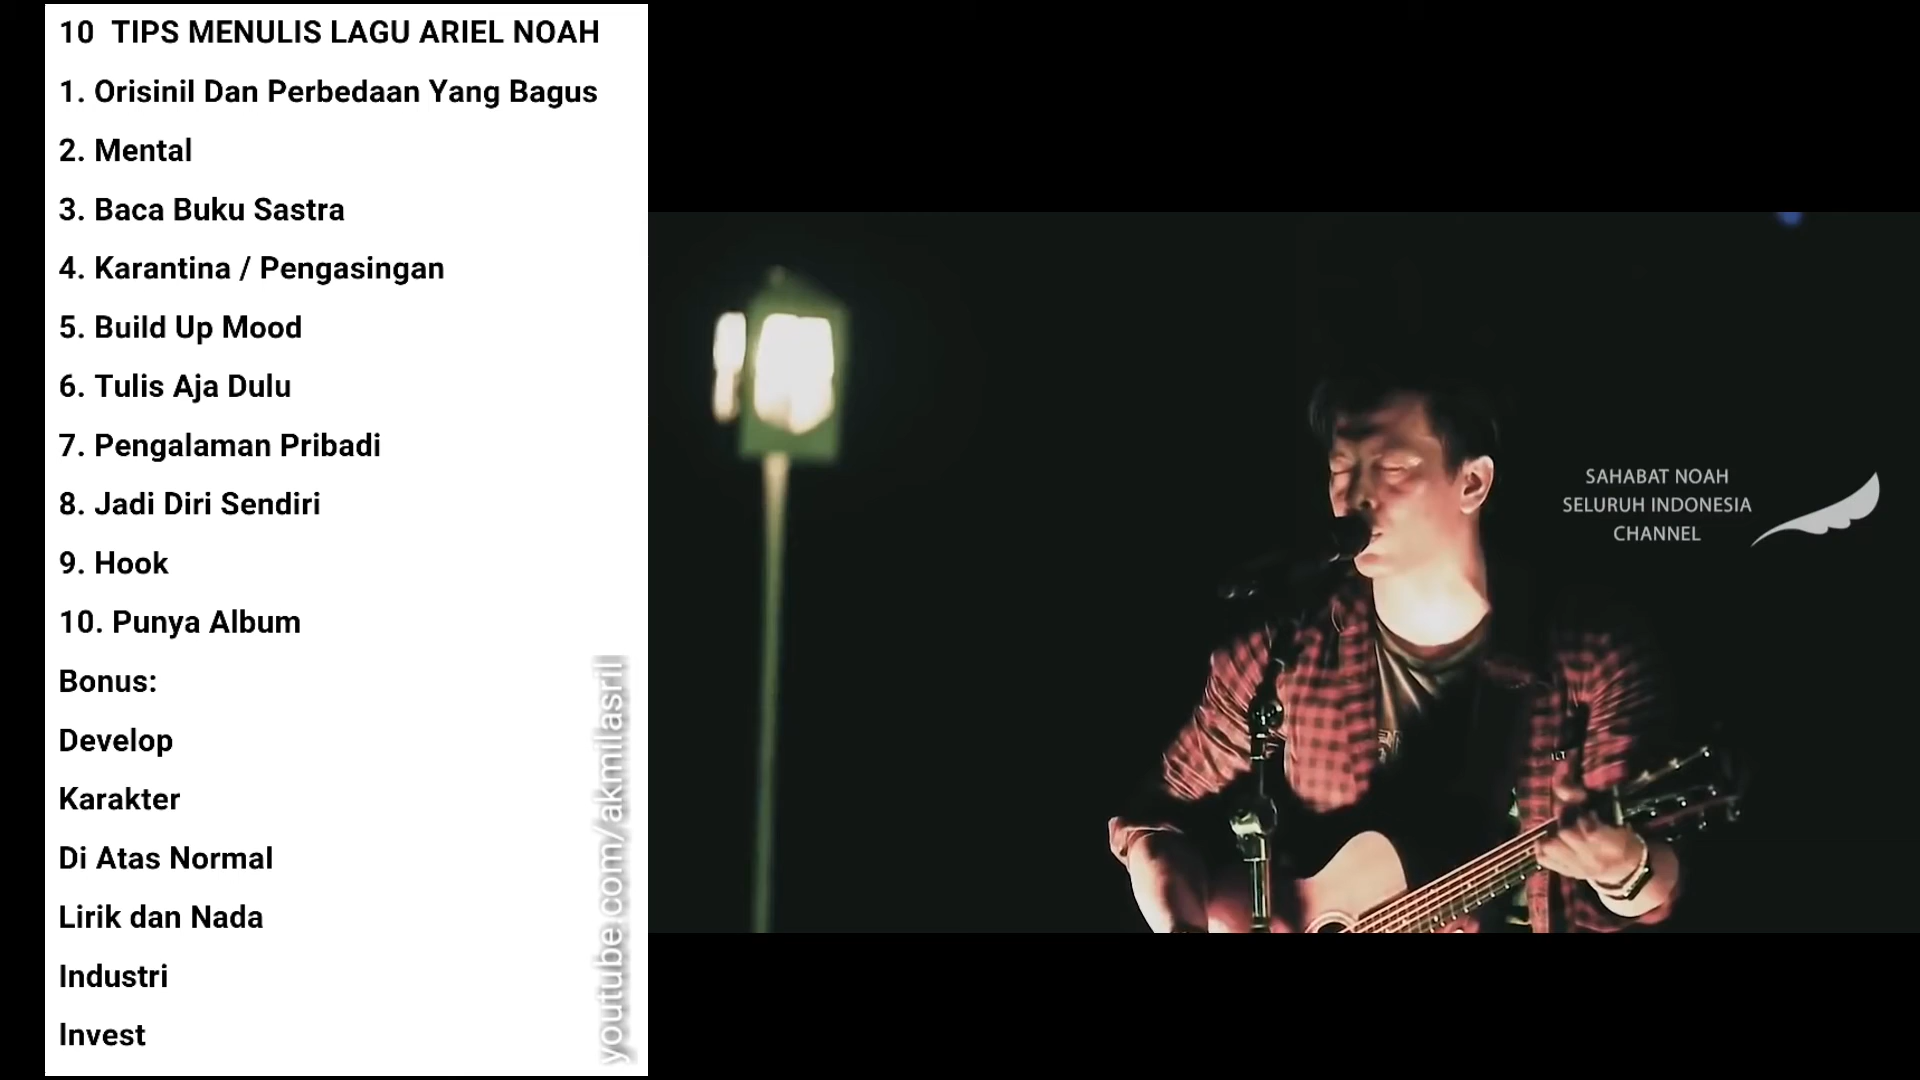 10 TIPS MENULIS LAGU ARIEL NOAH
1. Orisinil Dan Perbedaan Yang Bagus
2. Mental
3. Baca Buku Sastra
4. Karantina / Pengasingan
5. Build Up Mood
6. Tulis Aja Dulu
7. Pengalaman Pribadi
8. Jadi Diri Sendiri
9. Hook
10. Punya Album
Bonus:
Develop
Karakter
Di Atas Normal
Lirik dan Nada
Industri
Invest
youtube.com/akmilasril
SAHABAT NOAH
SELURUH INDONESIA
CHANNEL